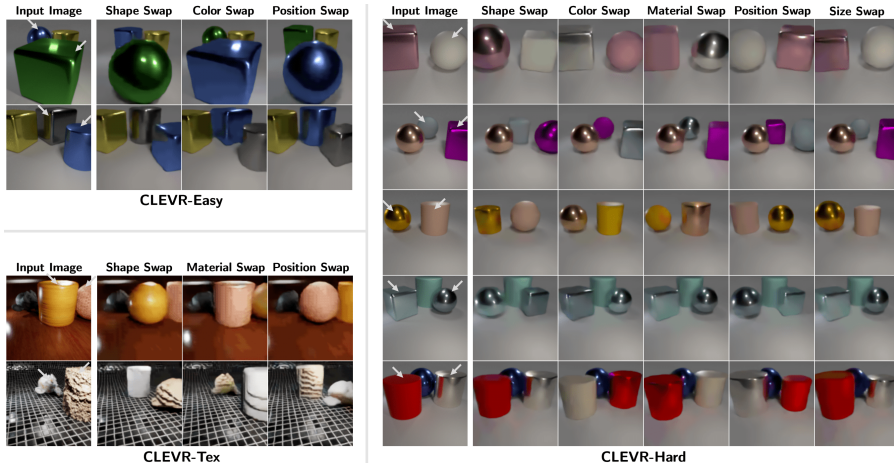 Input Image Shape Swap Color Swap Position Swap
CLEVR-Easy
Input Image Shape Swap Material Swap Position Swap
CLEVR-Tex
Input Image Shape Swap Color Swap Material Swap Position Swap Size Swap
CLEVR-Hard